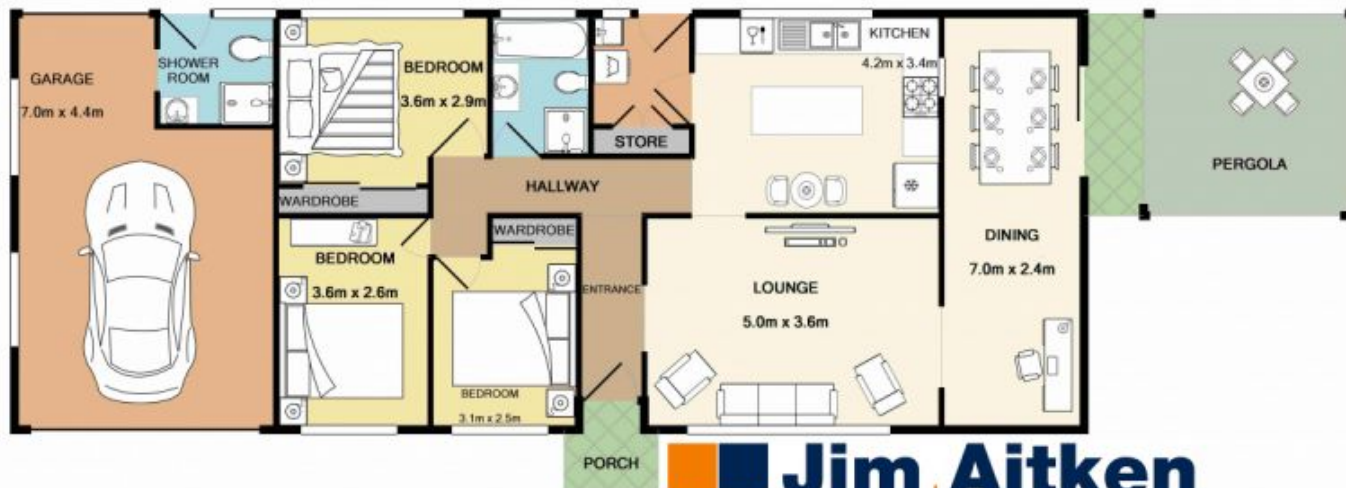 GARAGE
7.0m x 4.4m
SHOWER
ROOM
BEDROOM
3.6m x 2.9m
WARDROBE
BEDROOM
3.6m x 2.6m
HALLWAY
STORE
WARDROBE
BEDROOM
3.1m x 2.5m
ENTRANCE
PORCH
KITCHEN
4.2m x 3.4m
LOUNGE
5.0m x 3.6m
DINING
7.0m x 2.4m
PERGOLA
Jim Aitken